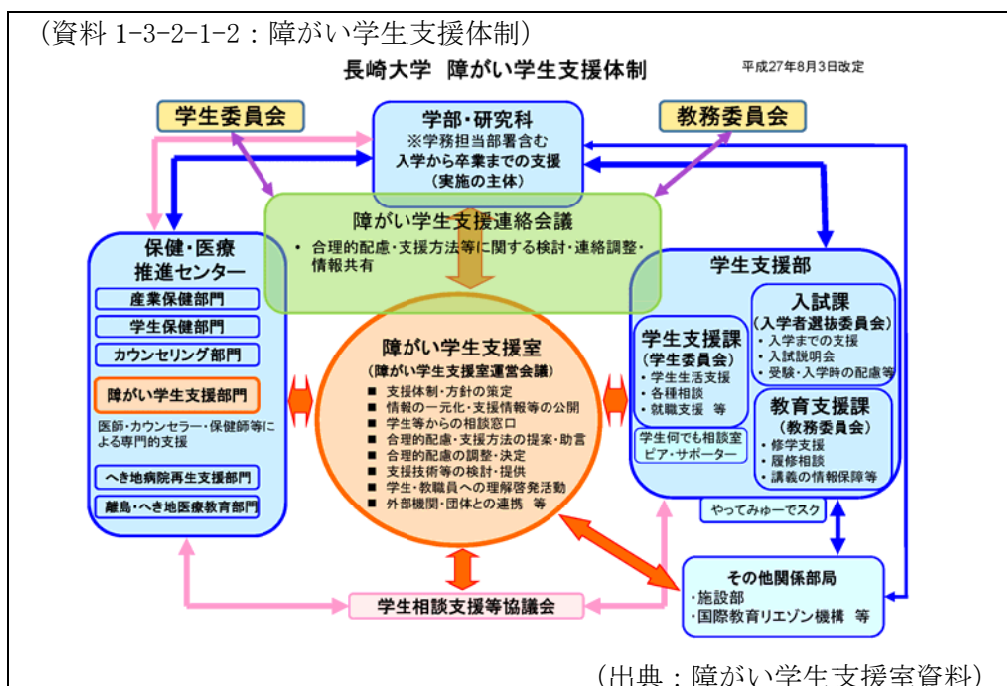 （資料 1-3-2-1-2：障がい学生支援体制）
長崎大学 障がい学生支援体制
平成27年8月3日改定
学生委員会
学部・研究科
※学務担当部署含む
入学から卒業までの支援
（実施の主体）
教務委員会
障がい学生支援連絡会議
・ 合理的配慮・支援方法等に関する検討・連絡調整・
情報共有
保健・医療
推進センター
産業保健部門
学生保健部門
カウンセリング部門
障がい学生支援部門
医師・カウンセラー・保健師等に
よる専門的支援
へき地病院再生支援部門
離島・へき地医療教育部門
障がい学生支援室
（障がい学生支援室運営会議）
■ 支援体制・方針の策定
■ 情報の一元化・支援情報等の公開
■ 学生等からの相談窓口
■ 合理的配慮・支援方法の提案・助言
■ 合理的配慮の調整・決定
■ 支援技術等の検討・提供
■ 学生・教職員への理解啓発活動
■ 外部機関・団体との連携 等
学生支援部
学生支援課
（学生委員会）
・学生生活支援
・各種相談
・就職支援 等
学生何でも相談室
ピア・サポーター
入試課
（入学者選抜委員会）
・入学までの支援
・入試説明会
・受験・入学時の配慮等
教育支援課
（教務委員会）
・修学支援
・履修相談
・講義の情報保障等
やってみゅーでスク
その他関係部局
・施設部
・国際教育リエゾン機構 等
学生相談支援等協議会
（出典：障がい学生支援室資料）